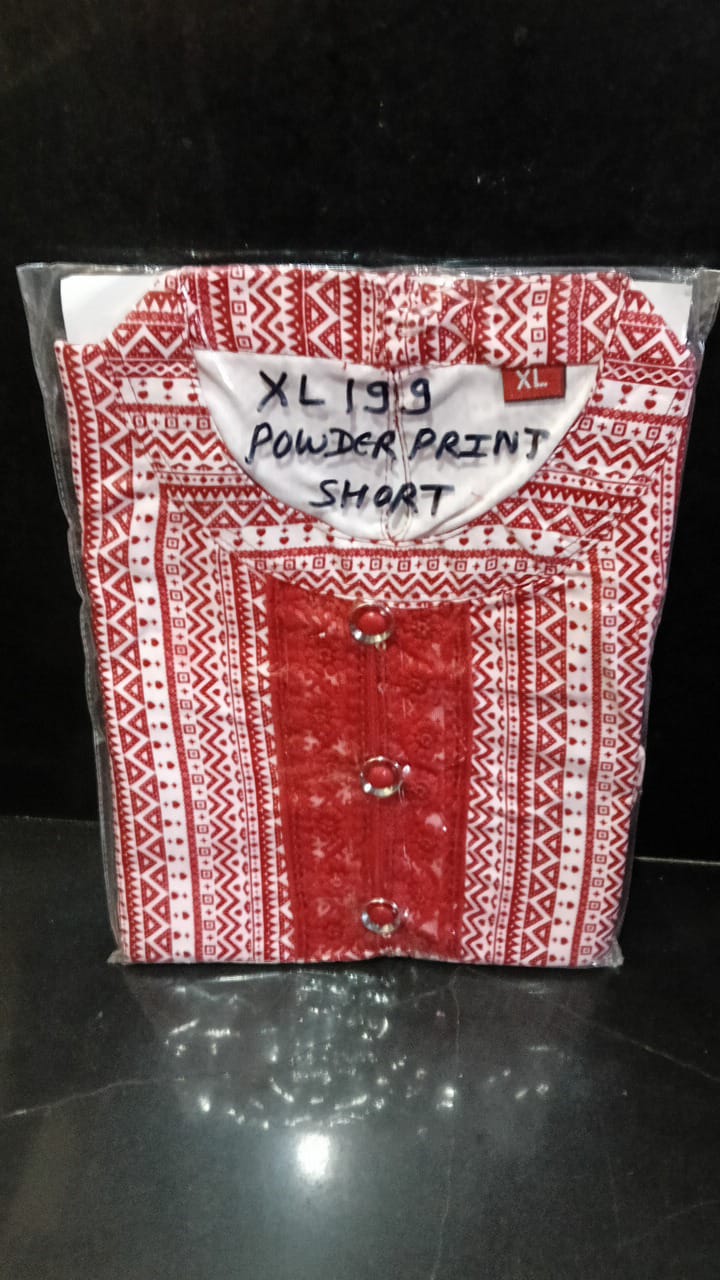 XL 199
XL
POWDER PRINT
SHORT